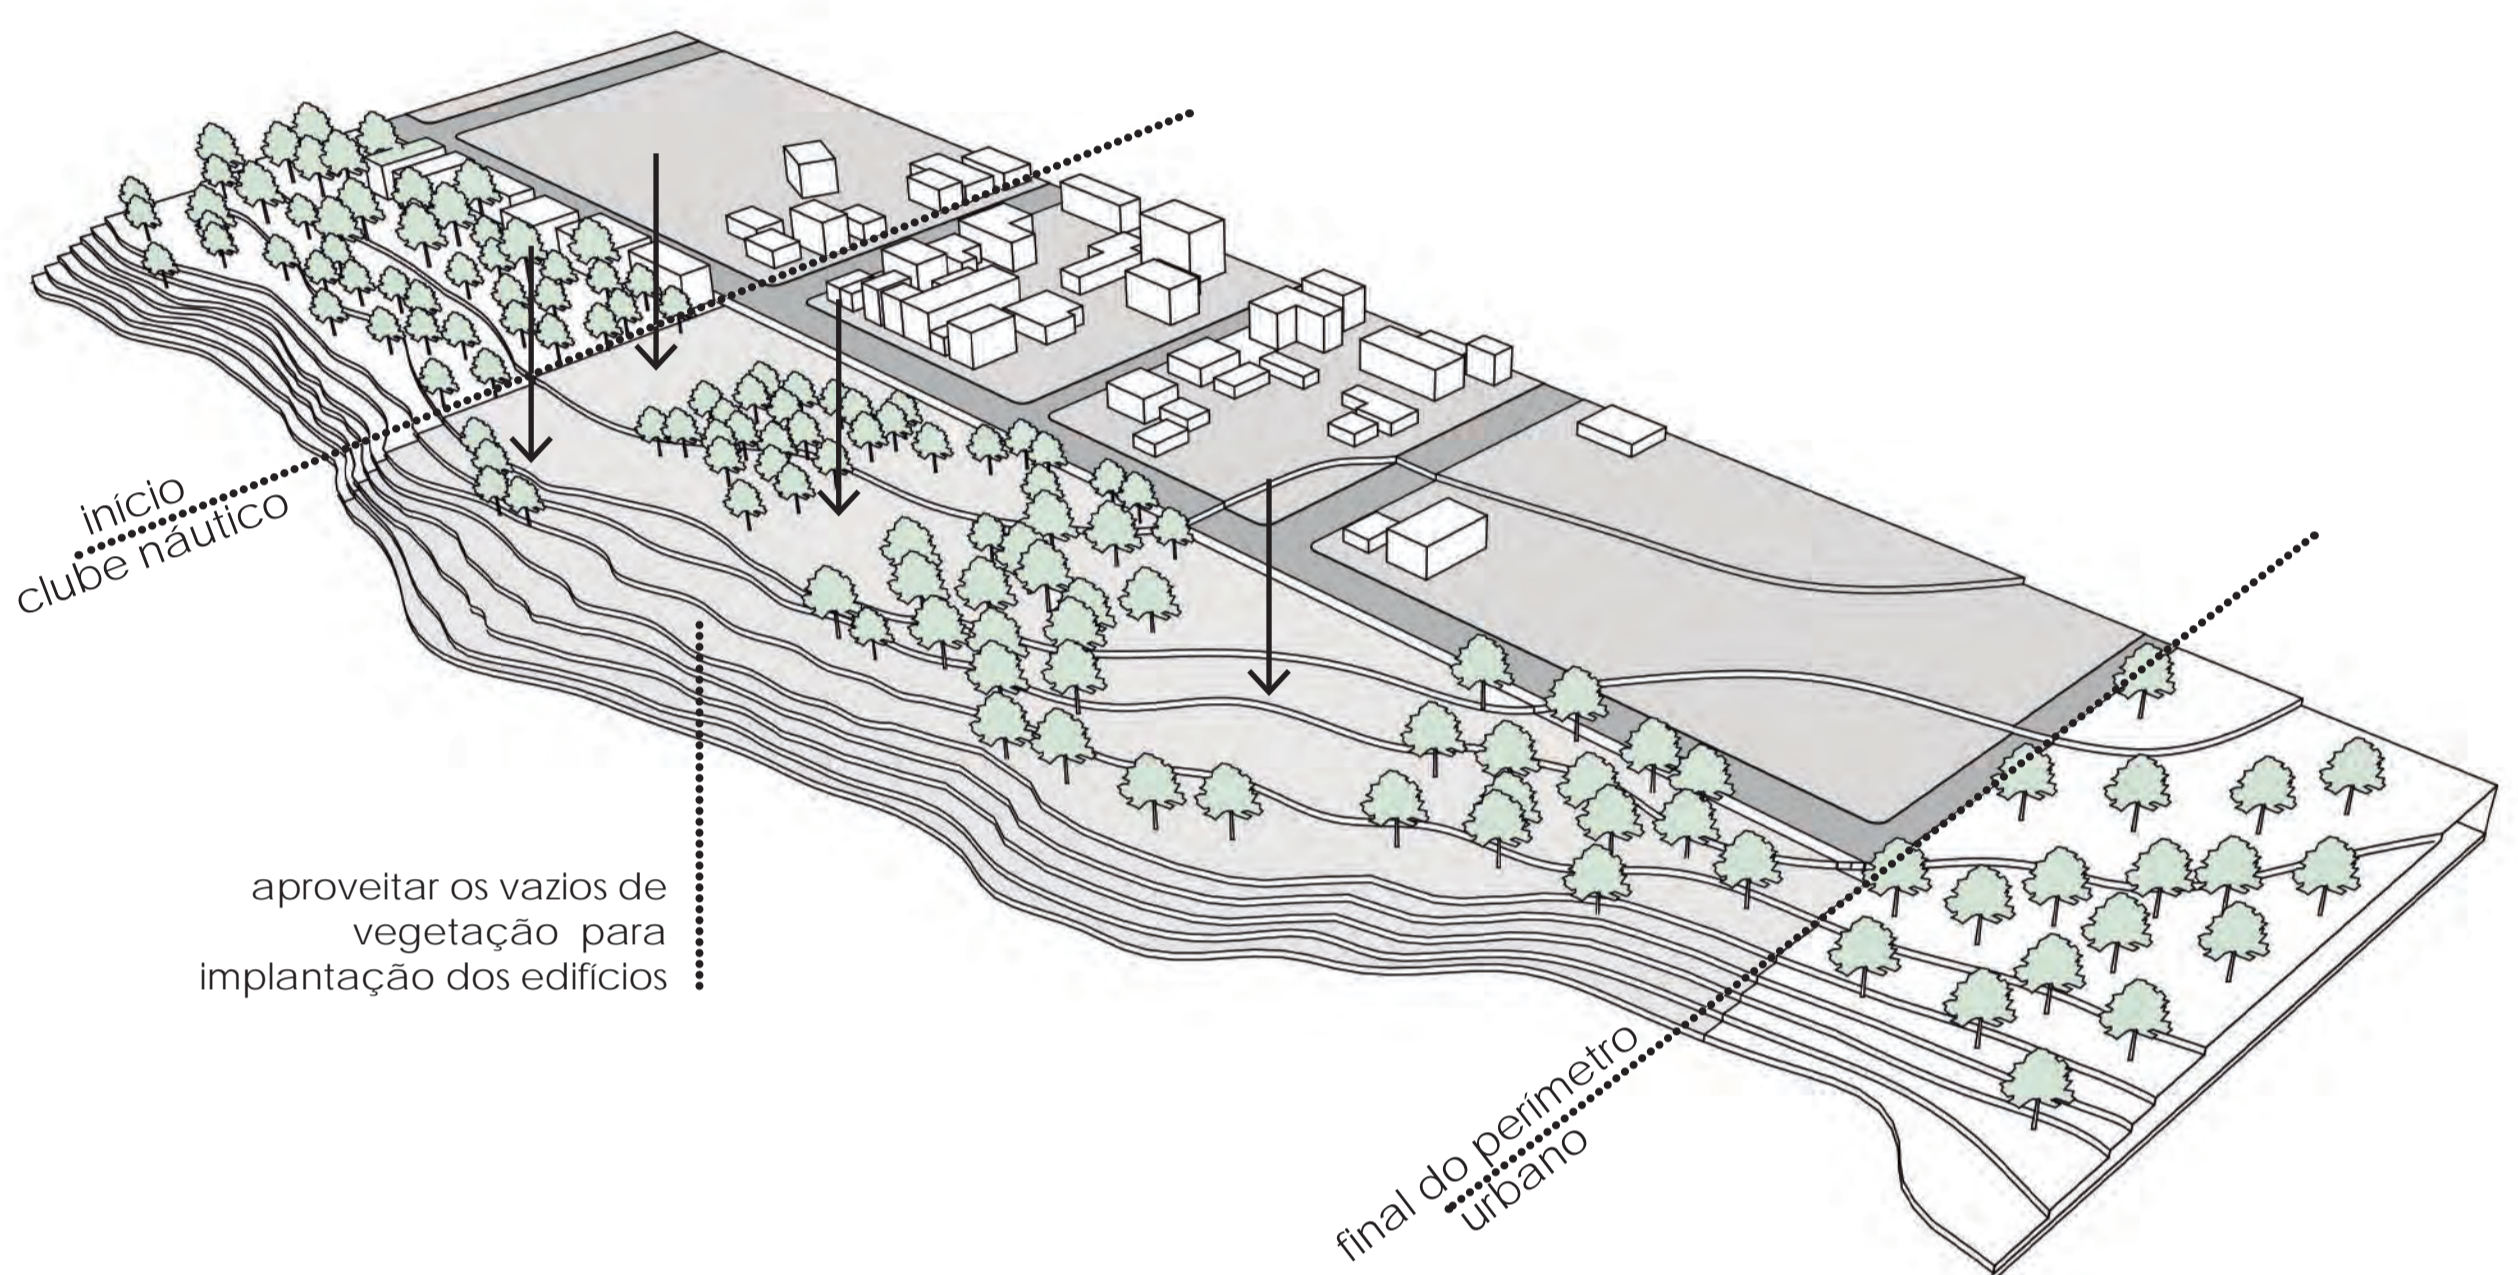 início
clube náutico
aproveitar os vazios de
vegetação para
implantação dos edifícios
final do perímetro
urbano